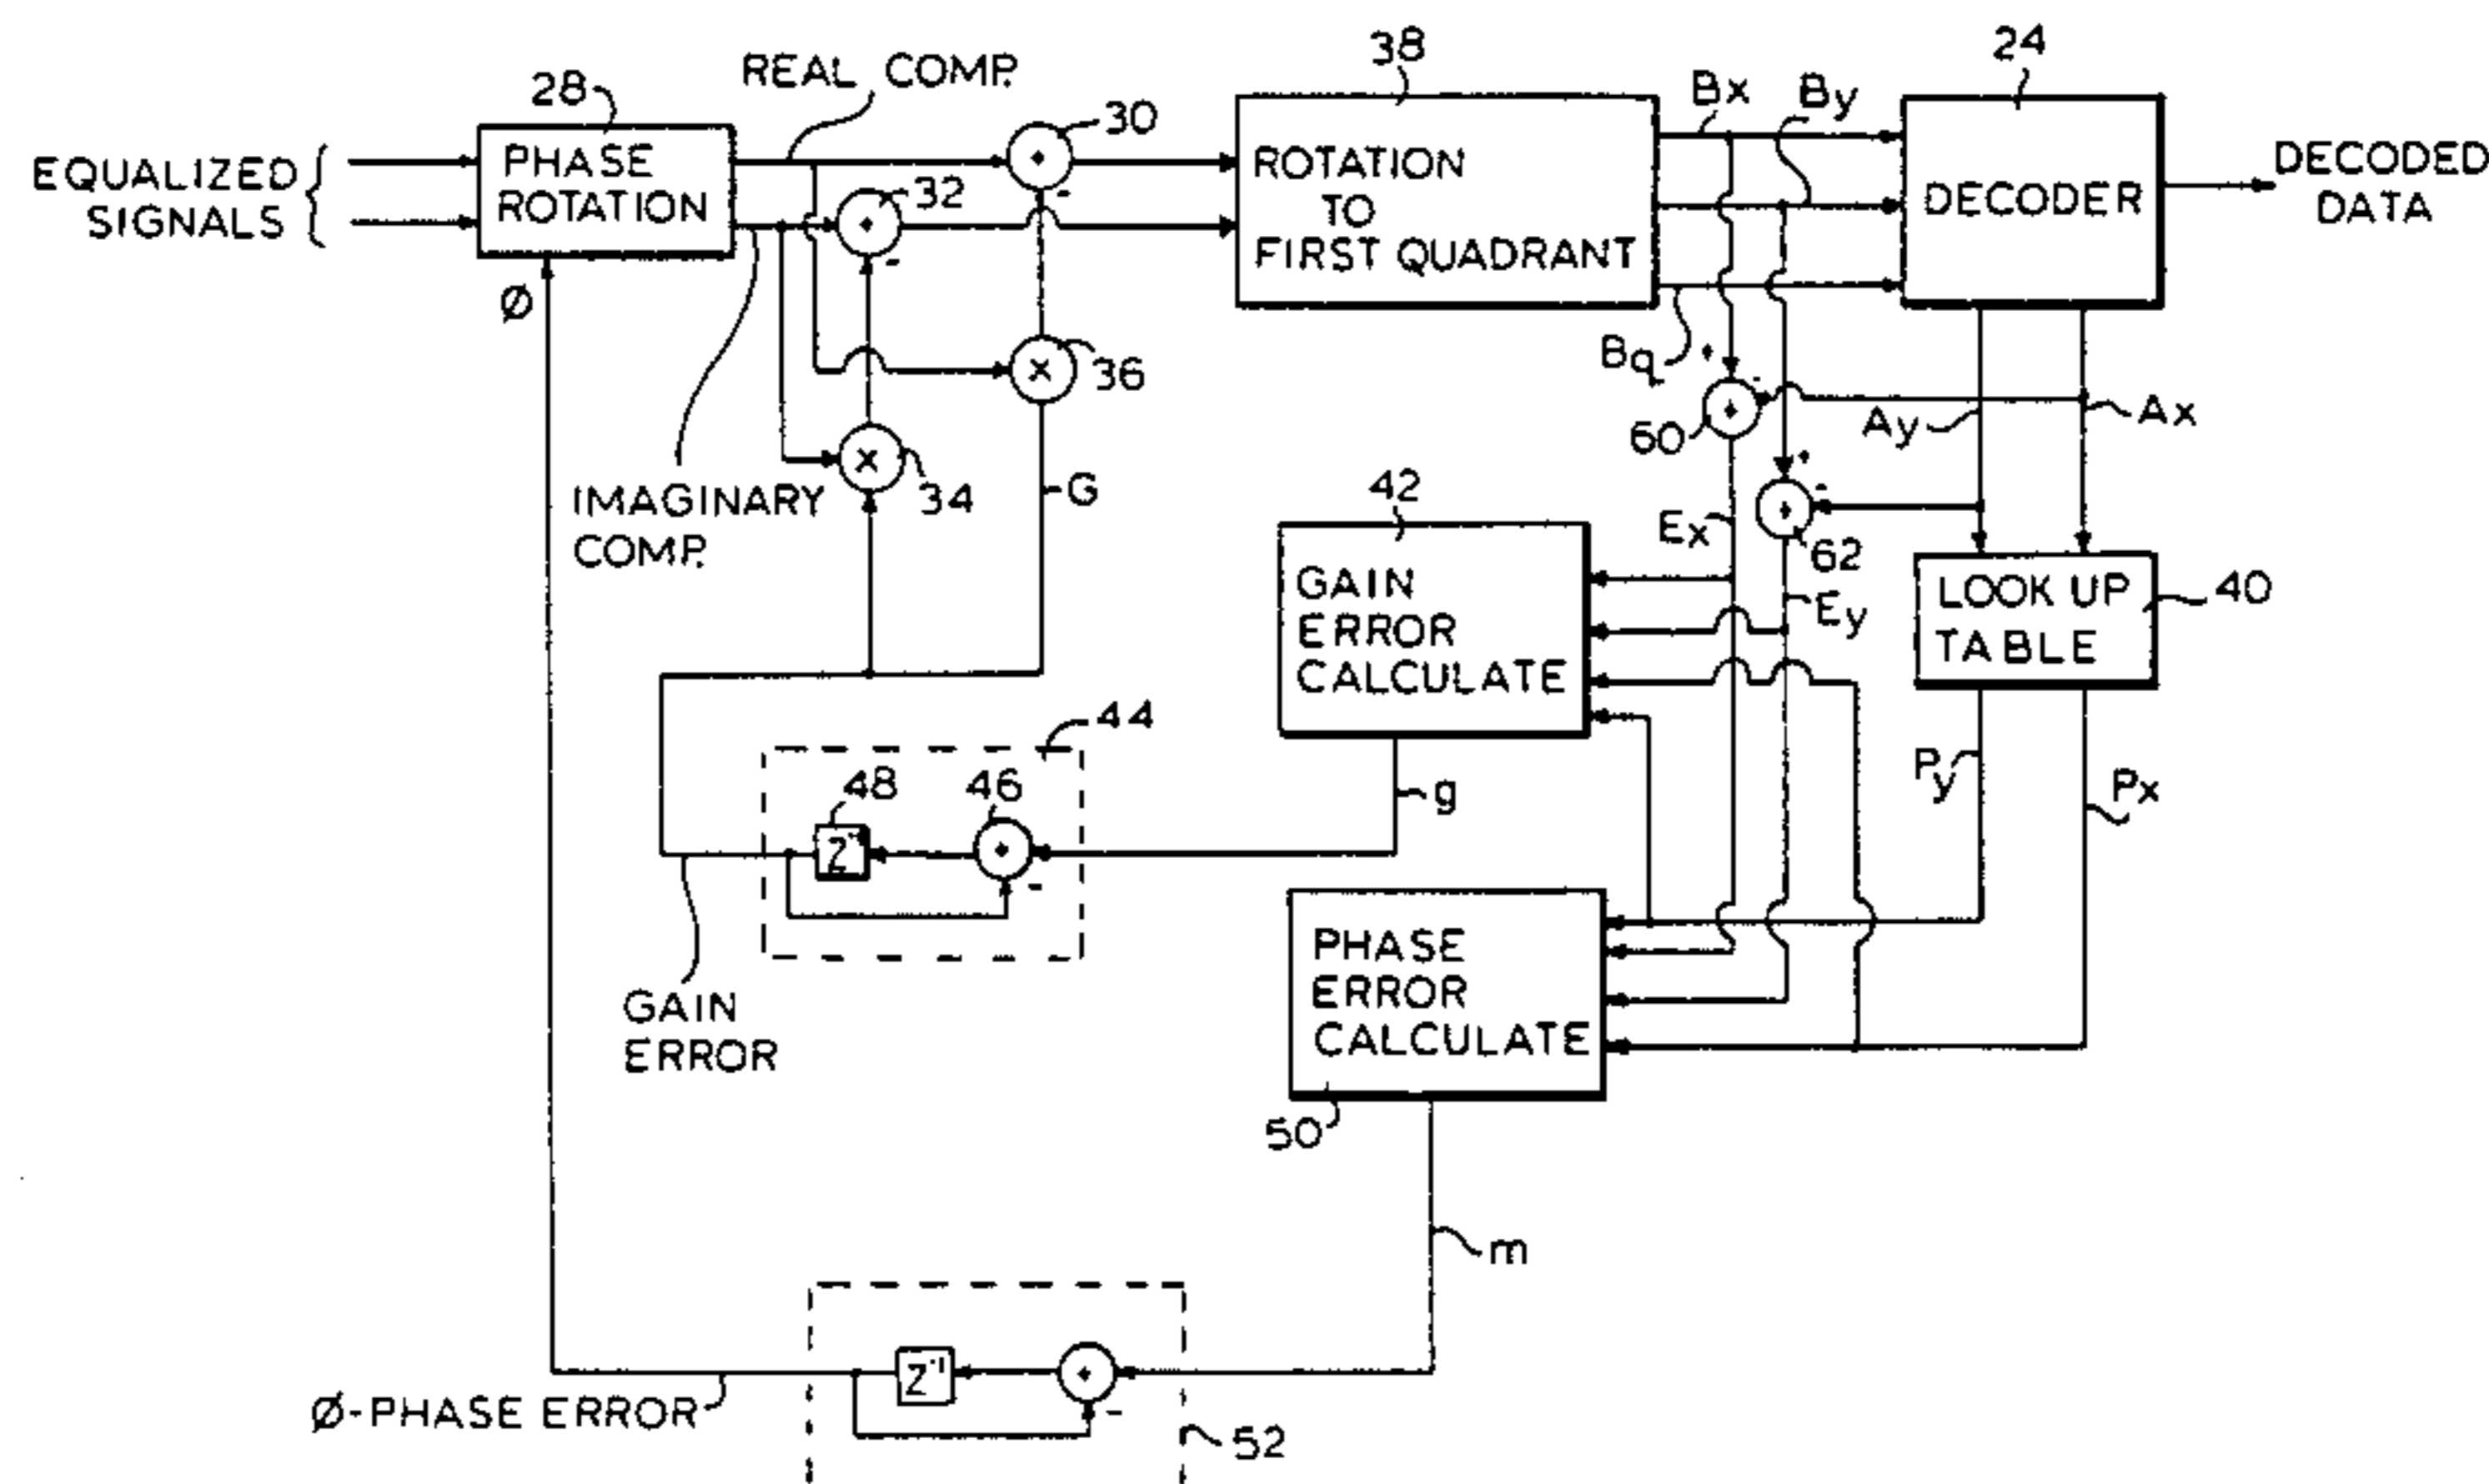 REAL COMP.
38
24
28
30
Bx
By
EQUALIZED
SIGNALS
PHASE
ROTATION
32
ROTATION
TO
FIRST QUADRANT
DECODER
DECODED
DATA
-
-
Ø
36
x
Bq
+
-
+
60
Ay
Ax
x
34
IMAGINARY
COMP.
G
42
Ex
+
-
+
62
GAIN
ERROR
CALCULATE
Ey
LOOK UP
TABLE
40
44
48
46
g
Py
Px
Z-1
+
-
PHASE
ERROR
CALCULATE
GAIN
ERROR
50
m
Z-1
+
-
Ø-PHASE ERROR
52